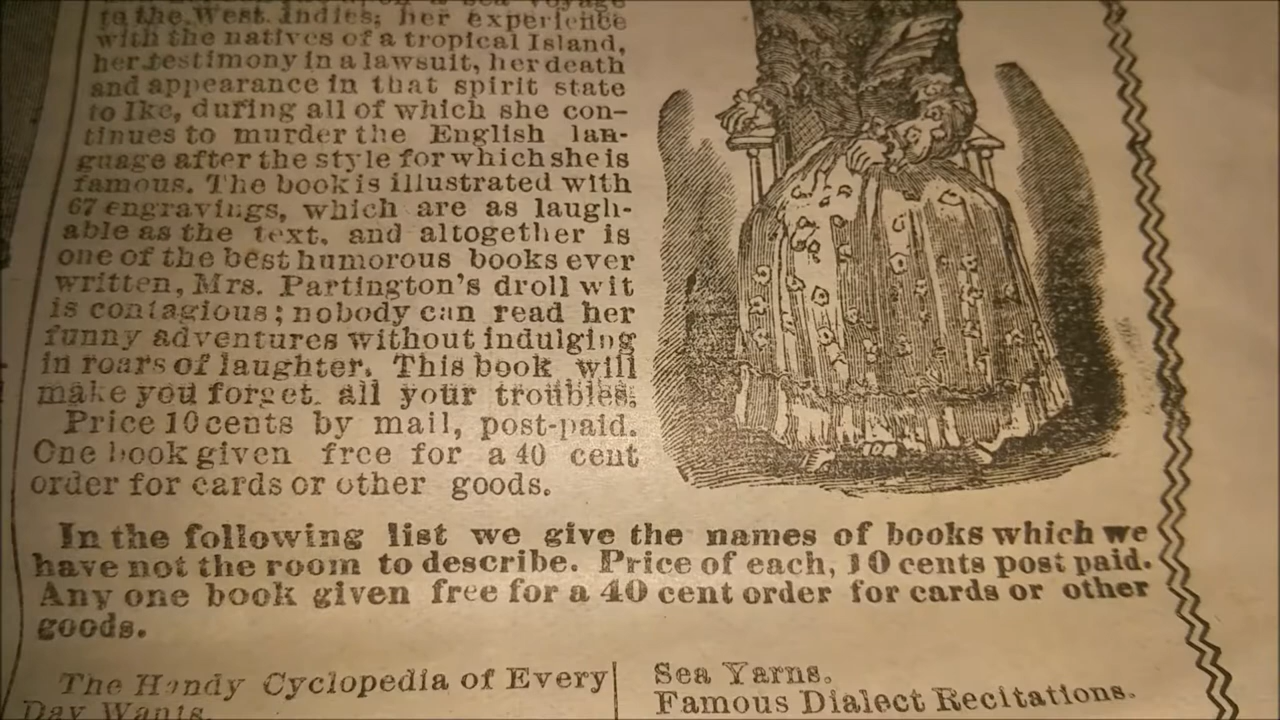 to the West Indies; her experience
with the natives of a tropical Island,
her testimony in a lawsuit, her death
and appearance in that spirit state
to Ike, during all of which she con-
tinues to murder the English lan-
guage after the style for which she is
famous. The book is illustrated with
67 engravings, which are as laugh-
able as the text. and altogether is
one of the best humorous books ever
written, Mrs. Partington's droll wit
is contagious; nobody can read her
funny adventures without indulging
in roars of laughter. This book will
make you forget. all your troubles.
Price 10 cents by mail, post-paid.
One book given free for a 40 cent
order for cards or other goods.
In the following list we give the names of books which we
have not the room to describe. Price of each, 10 cents post paid.
Any one book given free for a 40 cent order for cards or other
goods.
The Handy Cyclopedia of Every
Day Wants.
Sea Yarns.
Famous Dialect Recitations.